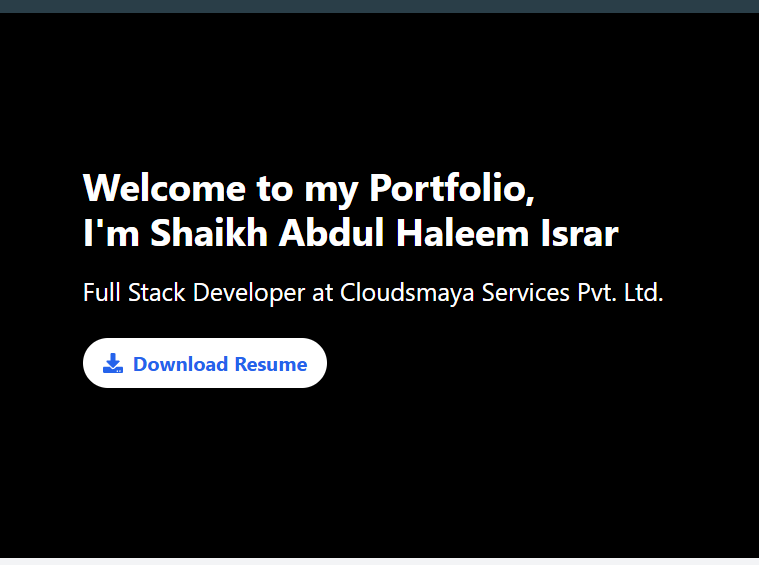 Welcome to my Portfolio,
I'm Shaikh Abdul Haleem Israr
Full Stack Developer at Cloudsmaya Services Pvt. Ltd.
Download Resume